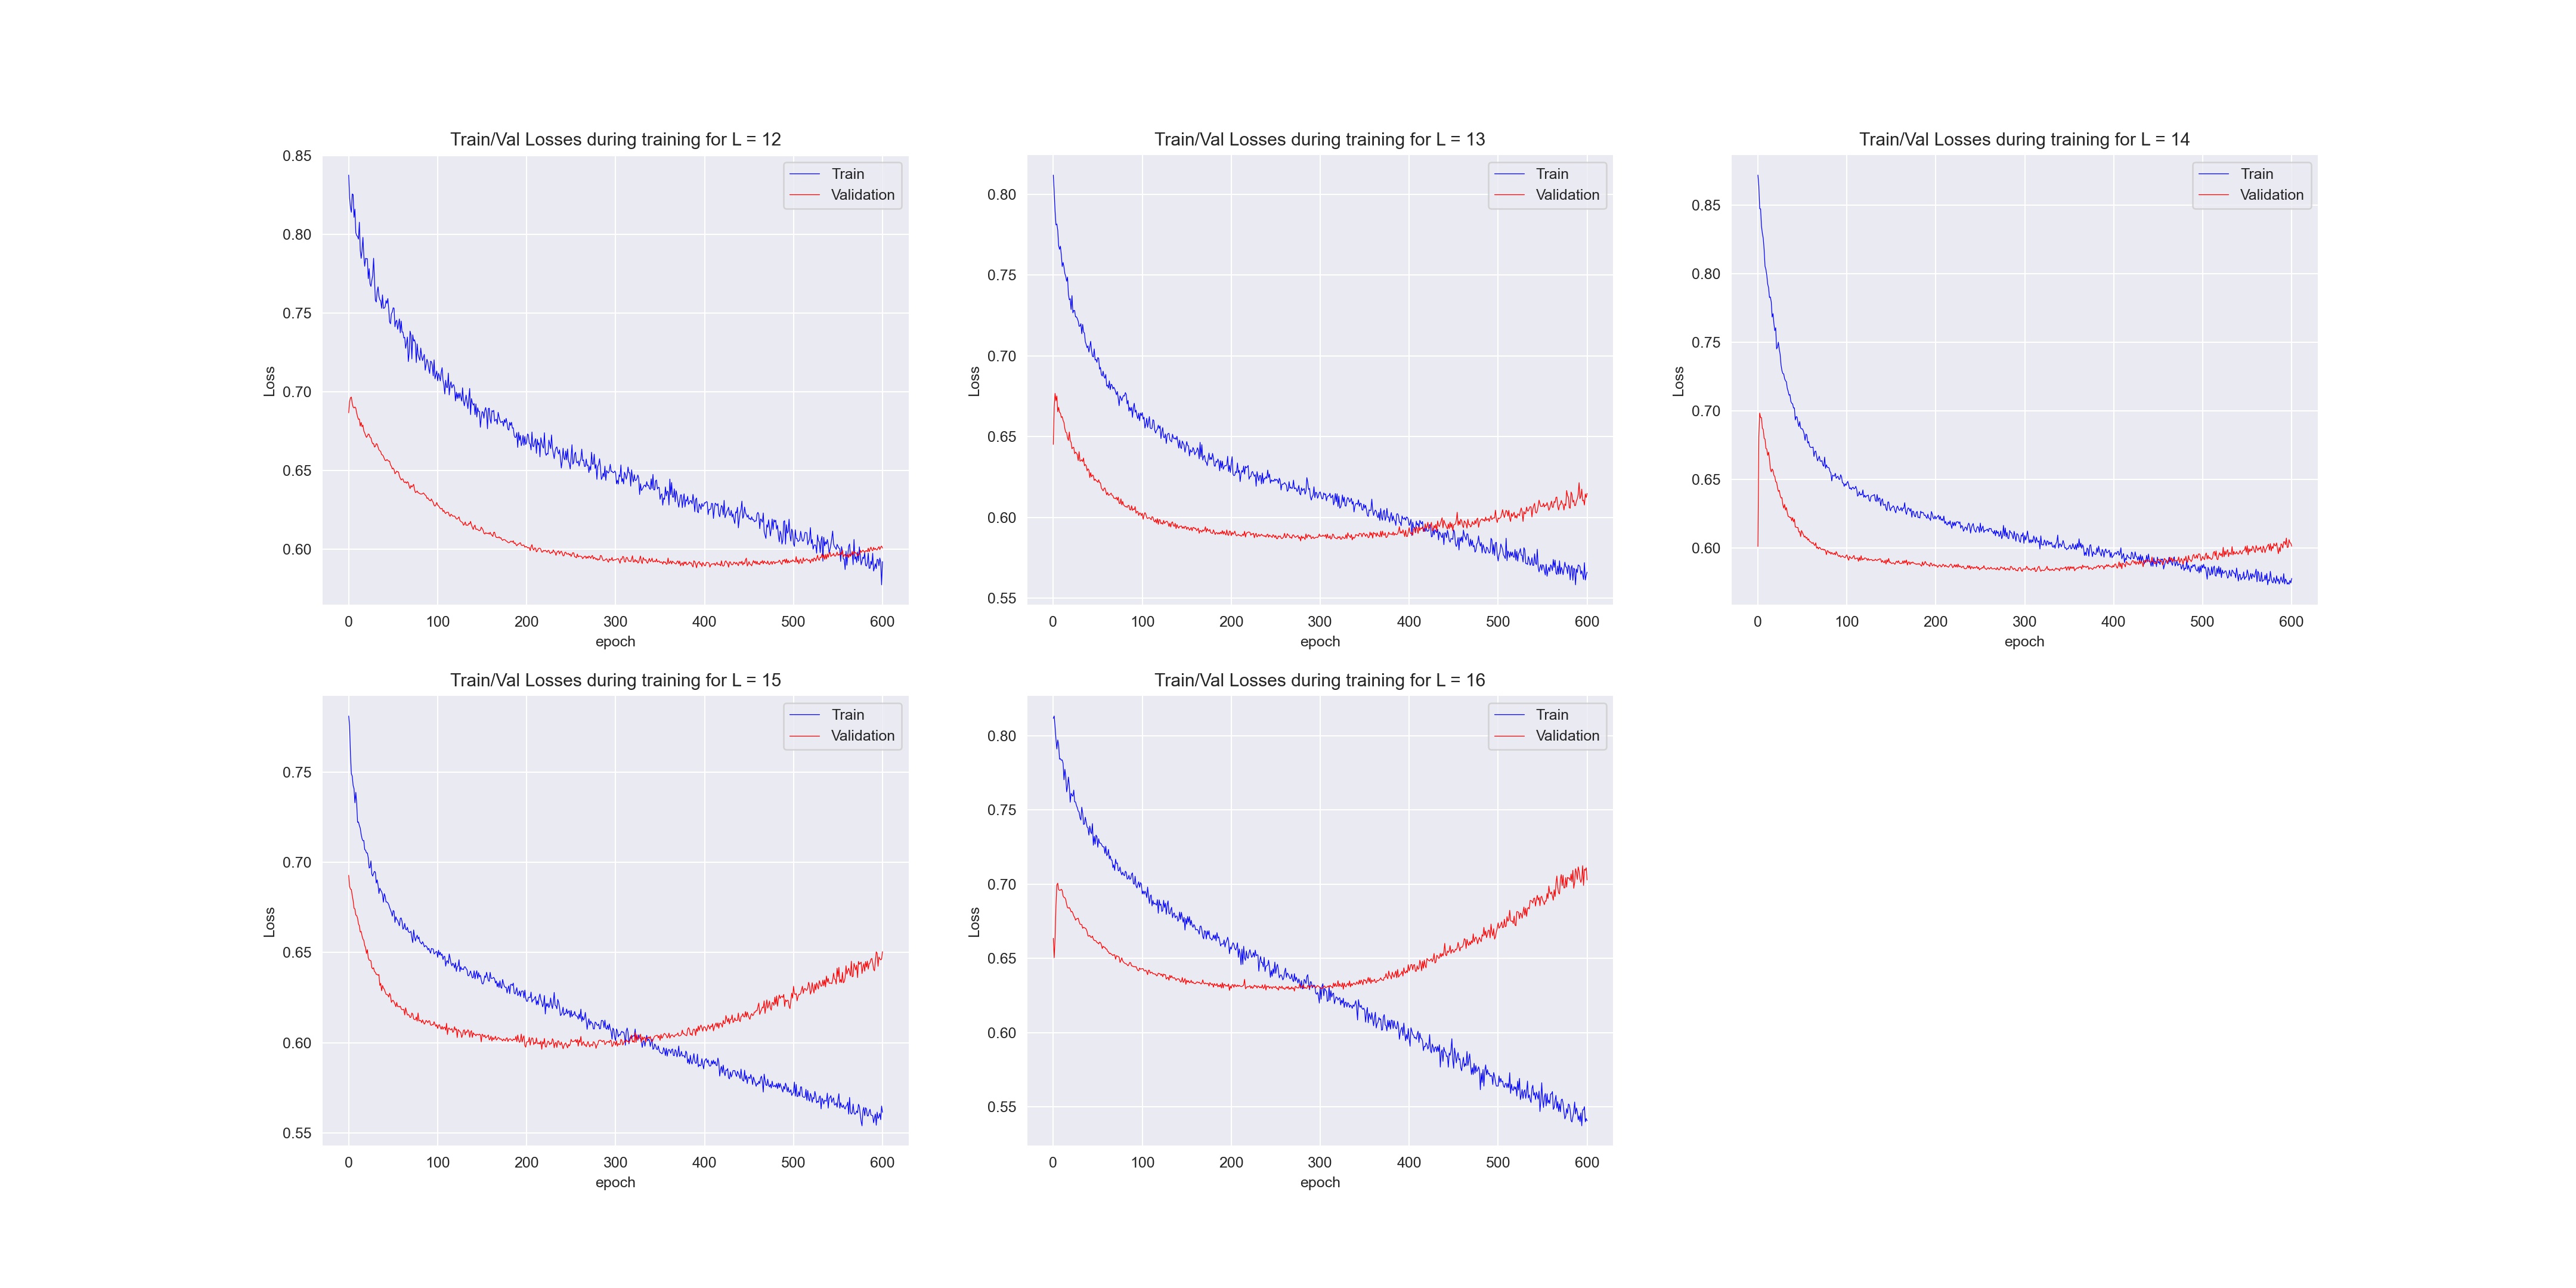 Train/Val Losses during training for L = 12
Train
Validation
0.85
0.80
0.75
0.70
0.65
0.60
Loss
0 100 200 300 400 500 600
epoch
Train/Val Losses during training for L = 13
Train
Validation
0.80
0.75
0.70
0.65
0.60
0.55
Loss
0 100 200 300 400 500 600
epoch
Train/Val Losses during training for L = 14
Train
Validation
0.85
0.80
0.75
0.70
0.65
0.60
Loss
0 100 200 300 400 500 600
epoch
Train/Val Losses during training for L = 15
Train
Validation
0.75
0.70
0.65
0.60
0.55
Loss
0 100 200 300 400 500 600
epoch
Train/Val Losses during training for L = 16
Train
Validation
0.80
0.75
0.70
0.65
0.60
0.55
Loss
0 100 200 300 400 500 600
epoch